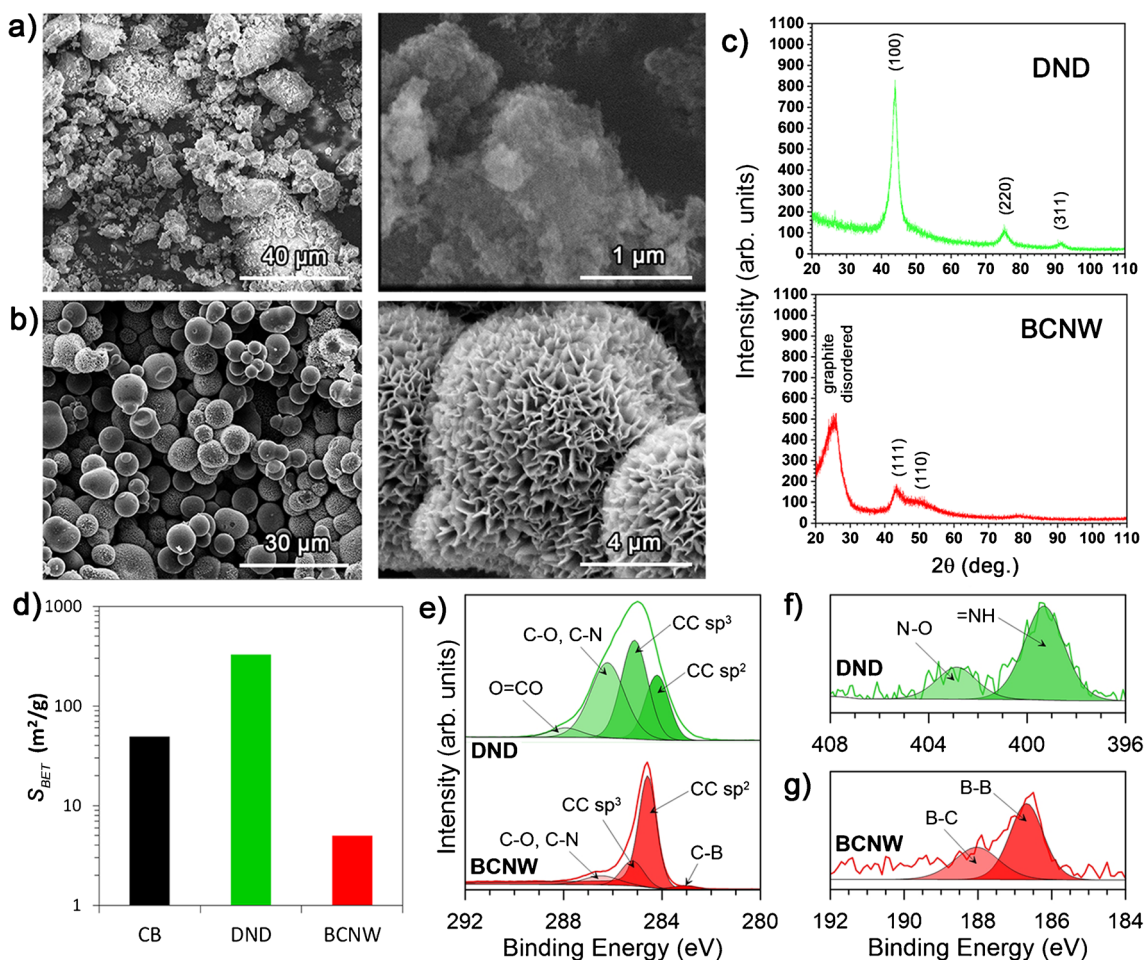 a)
40 µm
1 µm
b)
30 µm
4 µm
c)
Intensity (arb. units)
DND
1100
1000
900
800
700
600
500
400
300
200
100
0
(100)
(220)
(311)
20 30 40 50 60 70 80 90 100 110
BCNW
1100
1000
900
800
700
600
500
400
300
200
100
0
graphite
disordered
(111)
(110)
20 30 40 50 60 70 80 90 100 110
2θ (deg.)
d)
S_BET (m²/g)
1000
100
10
1
CB DND BCNW
e)
Intensity (arb. units)
C-O, C-N
CC sp³
CC sp²
O=CO
DND
CC sp³
CC sp²
C-O, C-N
C-B
BCNW
292 288 284 280
Binding Energy (eV)
f)
=NH
N-O
DND
408 404 400 396
g)
B-B
B-C
BCNW
192 190 188 186 184
Binding Energy (eV)